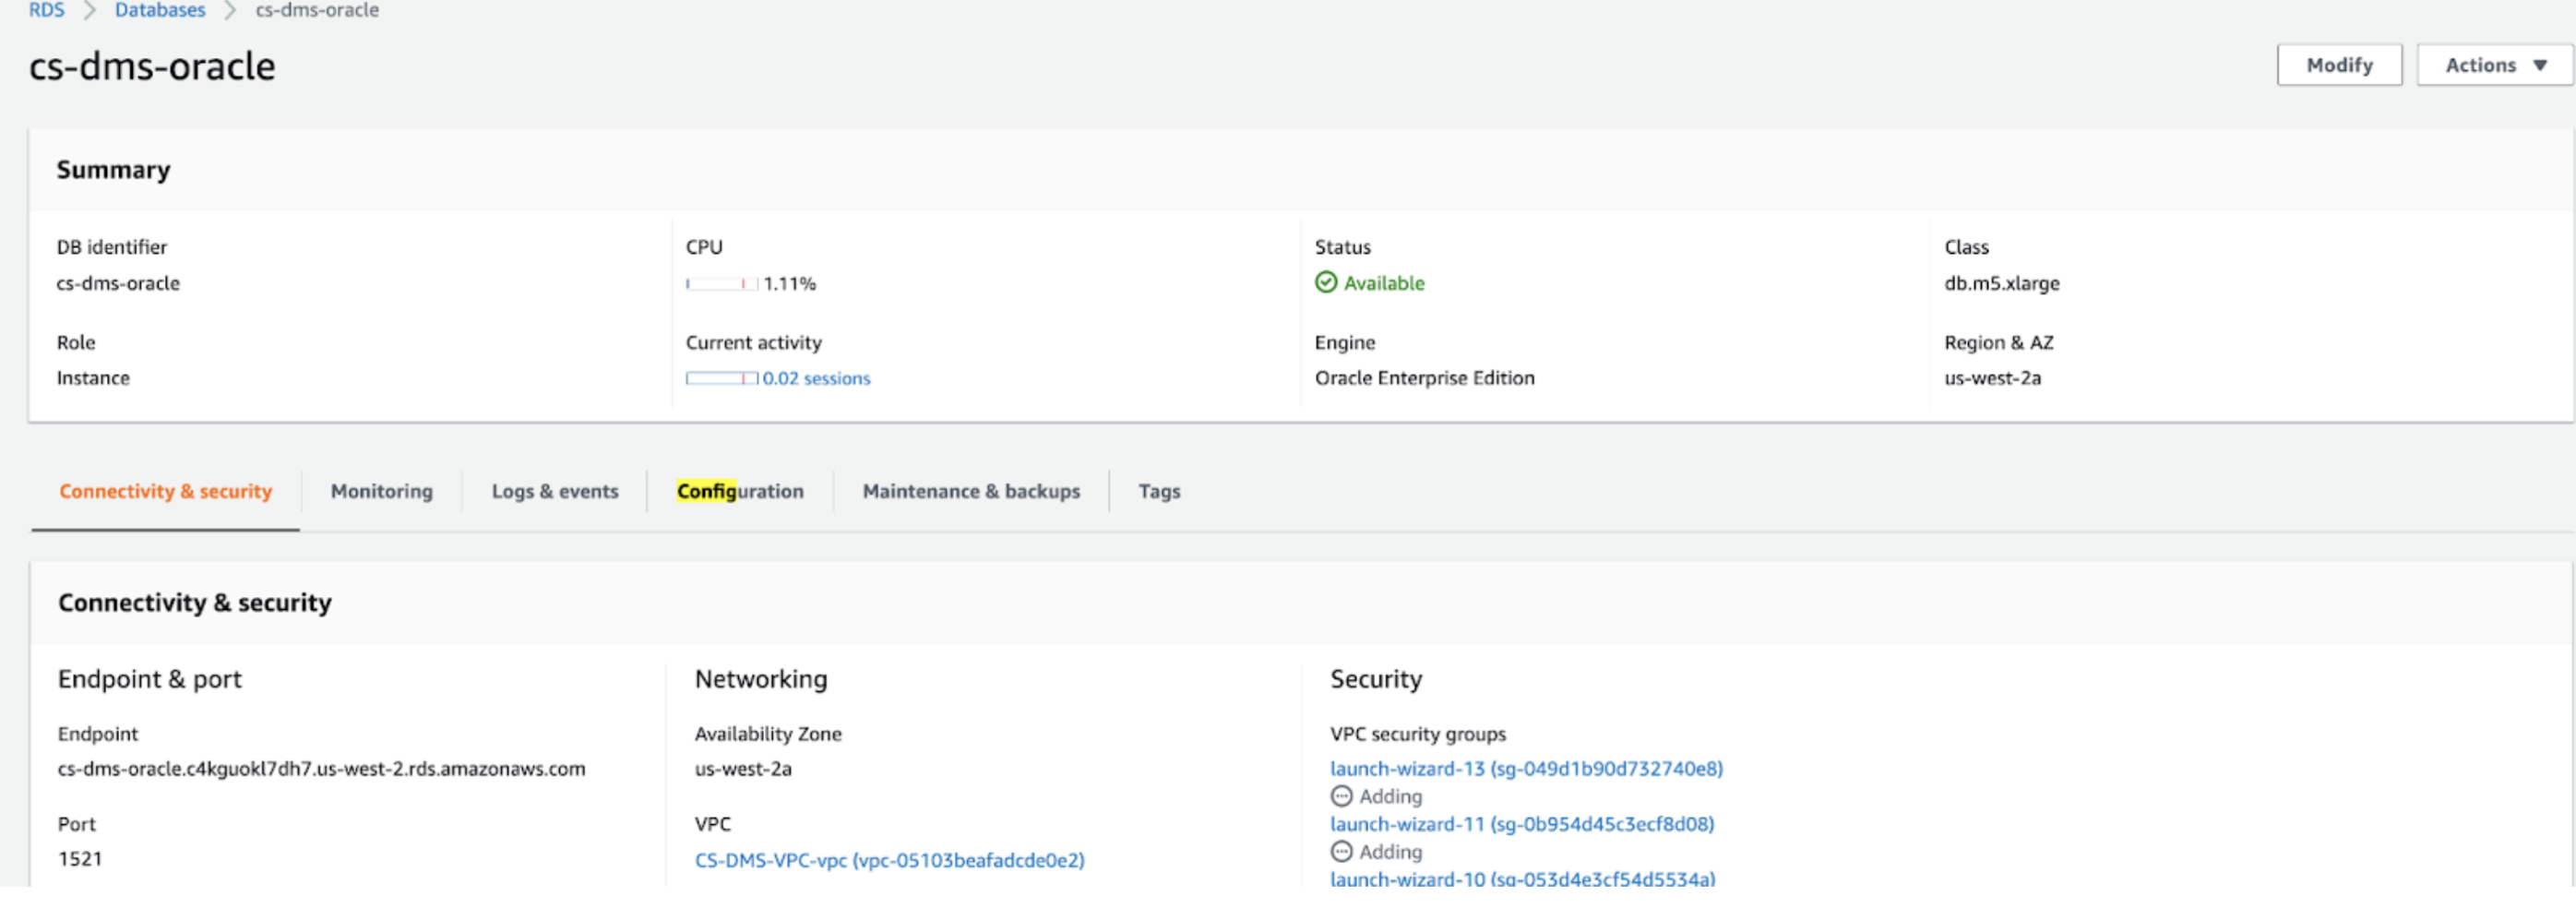 RDS > Databases > cs-dms-oracle
cs-dms-oracle
Modify
Actions ▼
Summary
DB identifier
cs-dms-oracle
CPU
1.11%
Status
Available
Class
db.m5.xlarge
Role
Instance
Current activity
0.02 sessions
Engine
Oracle Enterprise Edition
Region & AZ
us-west-2a
Connectivity & security
Monitoring
Logs & events
Configuration
Maintenance & backups
Tags
Connectivity & security
Endpoint & port
Endpoint
cs-dms-oracle.c4kguokl7dh7.us-west-2.rds.amazonaws.com
Port
1521
Networking
Availability Zone
us-west-2a
VPC
CS-DMS-VPC-vpc (vpc-05103beafadcde0e2)
Security
VPC security groups
launch-wizard-13 (sg-049d1b90d732740e8)
Adding
launch-wizard-11 (sg-0b954d45c3ecf8d08)
Adding
launch-wizard-10 (sg-053d4e3cf54d5534a)